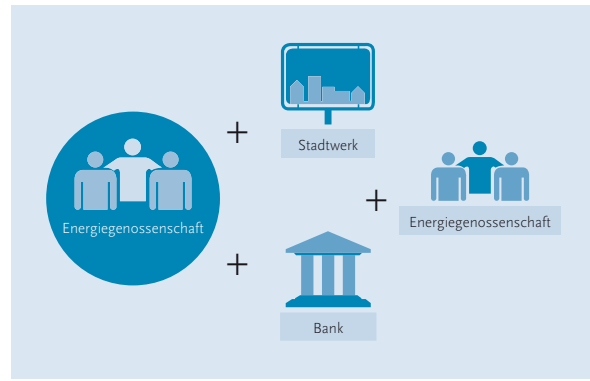 Energiegenossenschaft
+
Stadtwerk
+
Bank
+
Energiegenossenschaft